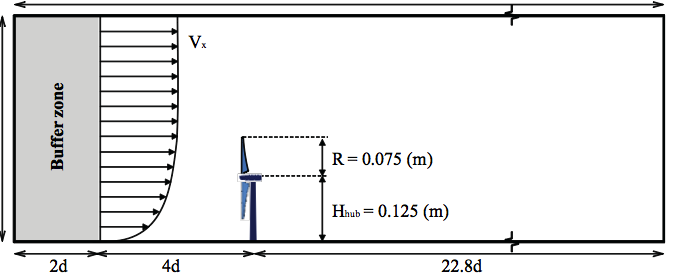 Vx
Buffer zone
R = 0.075 (m)
Hhub = 0.125 (m)
2d
4d
22.8d